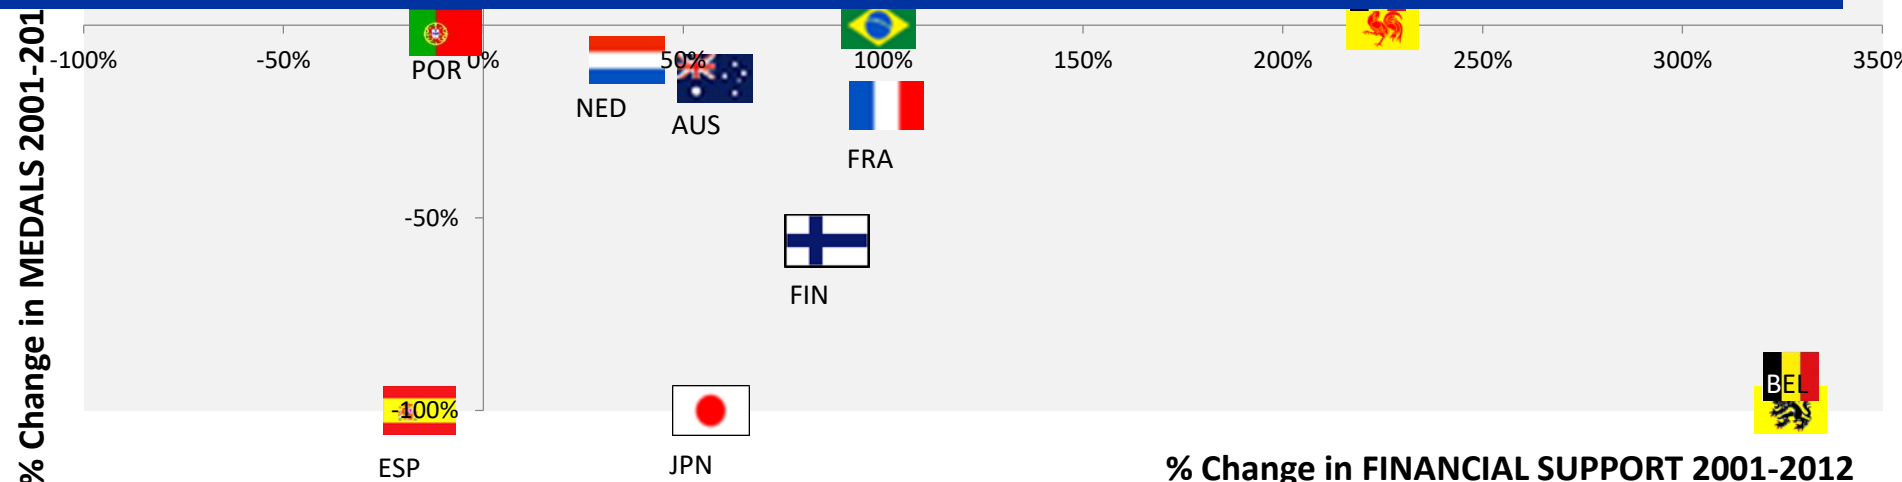 % Change in MEDALS 2001-201
-100% -50% 0% 50% 100% 150% 200% 250% 300% 350%
POR
NED
AUS
FRA
-50%
FIN
BEL
-100%
ESP
JPN
% Change in FINANCIAL SUPPORT 2001-2012